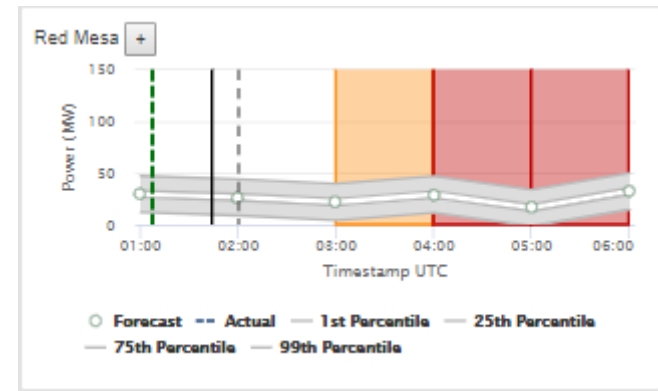 Red Mesa +
150
100
50
0
Power (MW)
01:00 02:00 03:00 04:00 05:00 06:00
Timestamp UTC
Forecast Actual 1st Percentile 25th Percentile
75th Percentile 99th Percentile